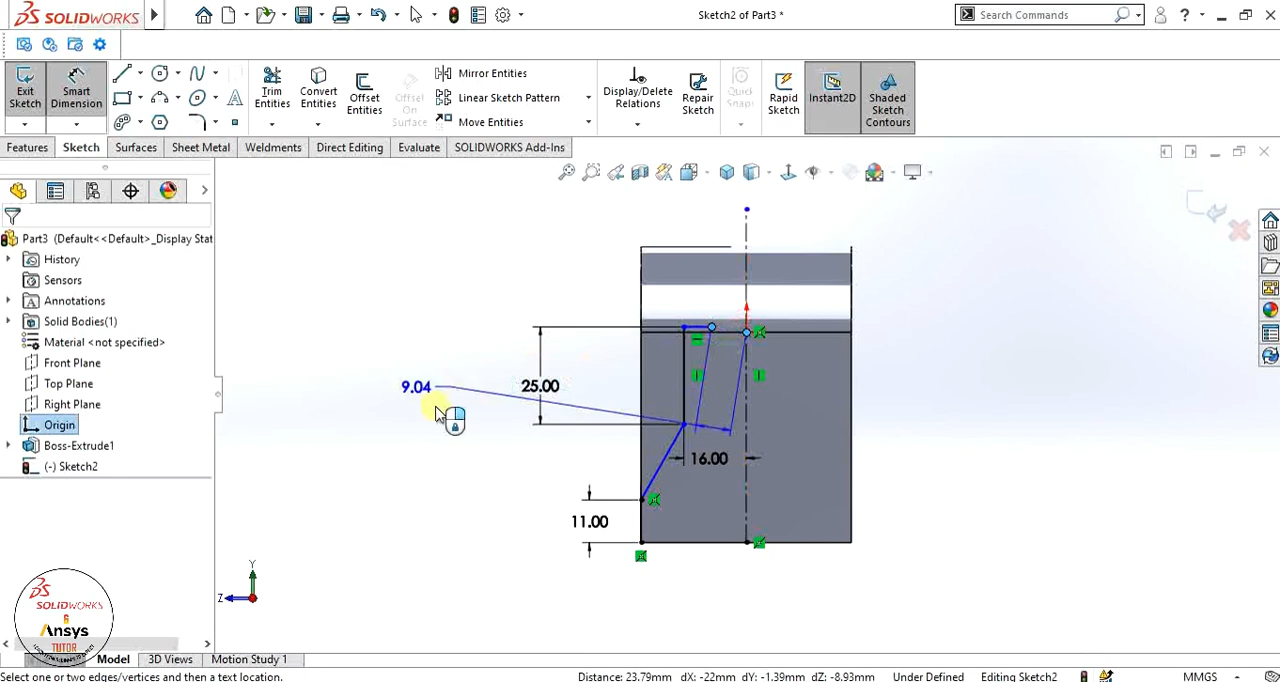 SOLIDWORKS
Sketch2 of Part3 *
Search Commands
?
Exit Sketch
Smart Dimension
Trim Entities
Convert Entities
Offset Entities
Offset On Surface
Mirror Entities
Linear Sketch Pattern
Move Entities
Display/Delete Relations
Repair Sketch
Quick Snaps
Rapid Sketch
Instant2D
Shaded Sketch Contours
Features
Sketch
Surfaces
Sheet Metal
Weldments
Direct Editing
Evaluate
SOLIDWORKS Add-Ins
Part3 (Default<<Default>_Display Stat
History
Sensors
Annotations
Solid Bodies(1)
Material <not specified>
Front Plane
Top Plane
Right Plane
Origin
Boss-Extrude1
(-) Sketch2
9.04
25.00
16.00
11.00
Y
Z
SOLIDWORKS
&
Ansys
TUTOR
Model
3D Views
Motion Study 1
Select one or two edges/vertices and then a text location.
Distance: 23.79mm
dX: -22mm
dY: -1.39mm
dZ: -8.93mm
Under Defined
Editing Sketch2
MMGS